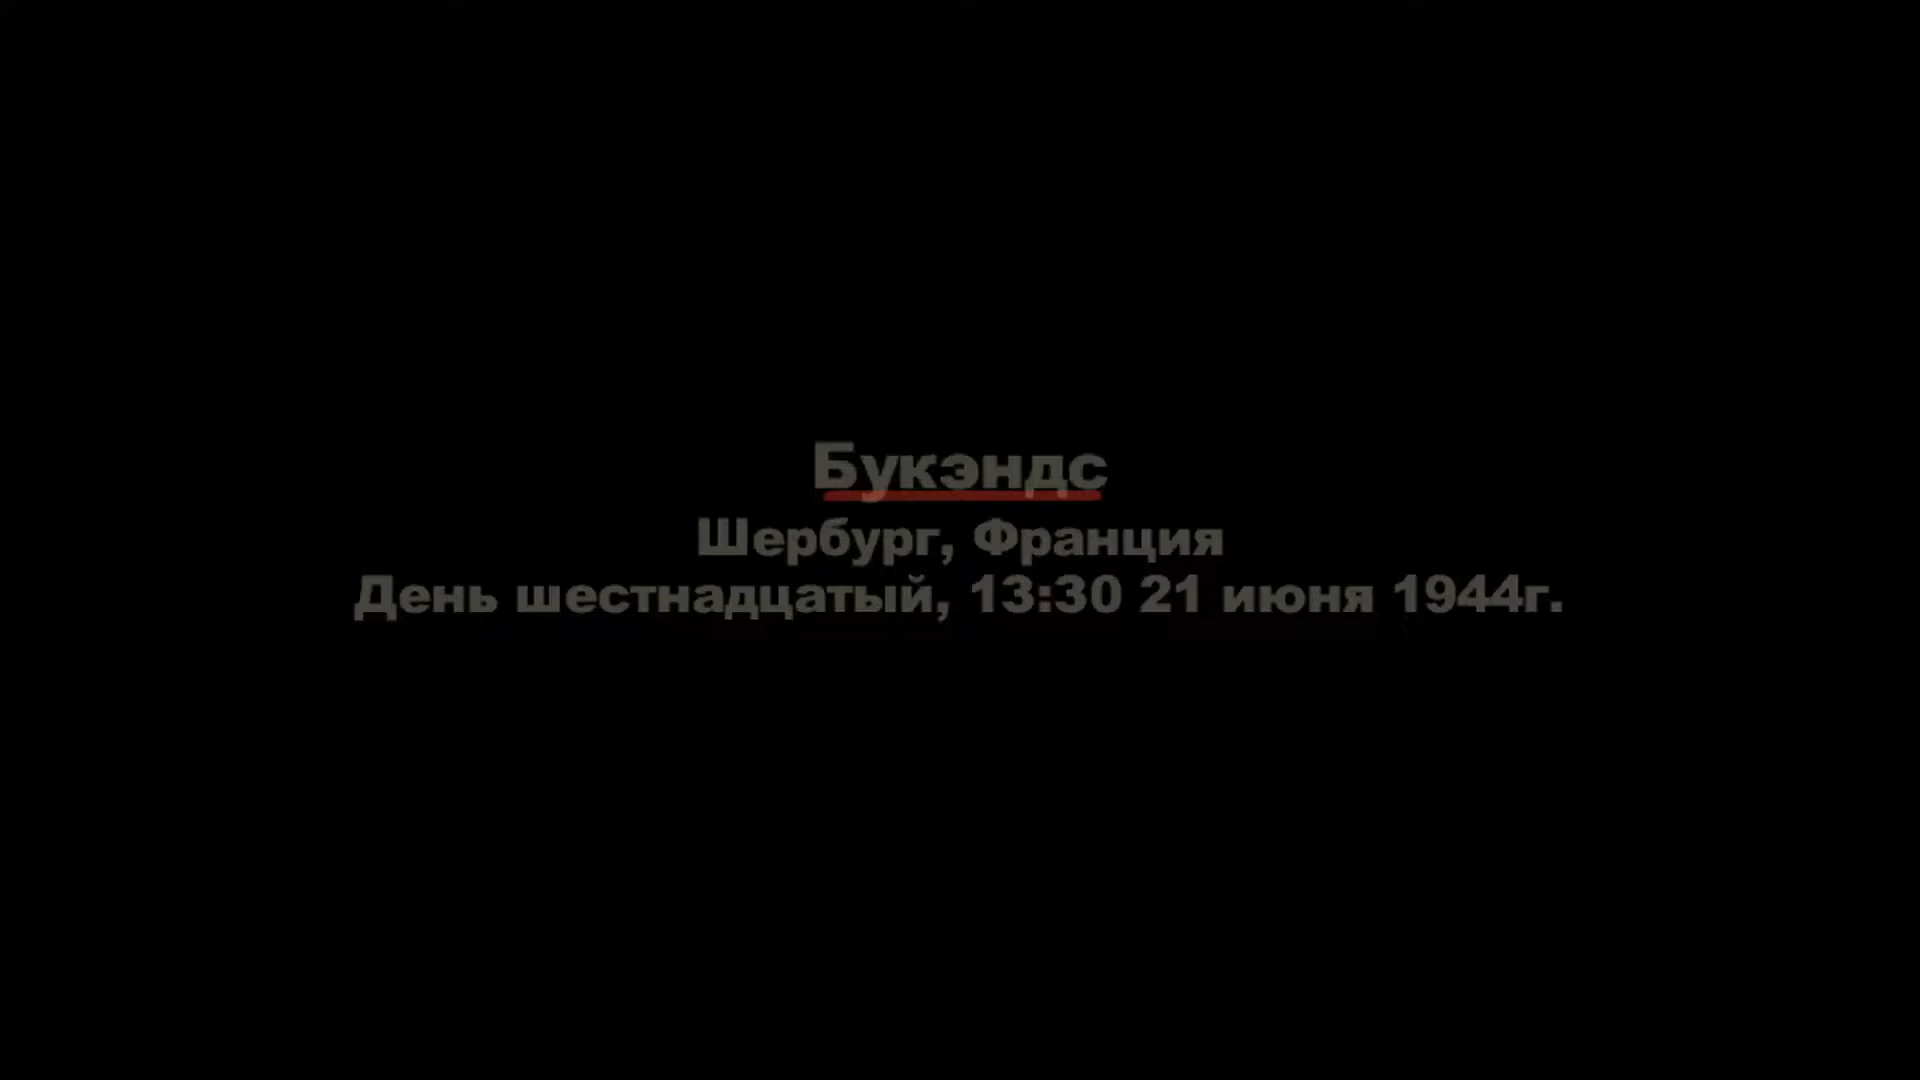 Букэндс
Шербург, Франция
День шестнадцатый, 13:30 21 июня 1944г.